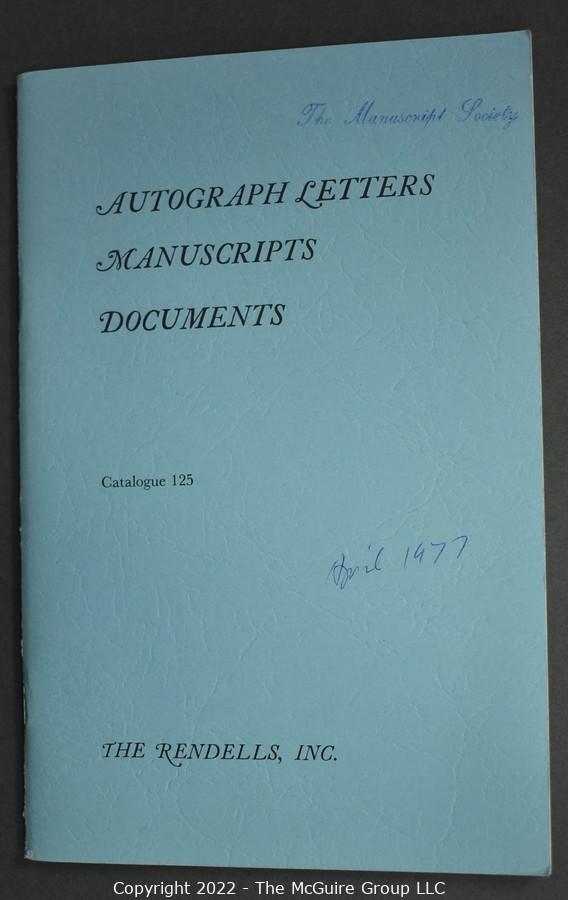 The Manuscript Society
AUTOGRAPH LETTERS
MANUSCRIPTS
DOCUMENTS
Catalogue 125
April 1977
THE RENDELLS, INC.
Copyright 2022 - The McGuire Group LLC